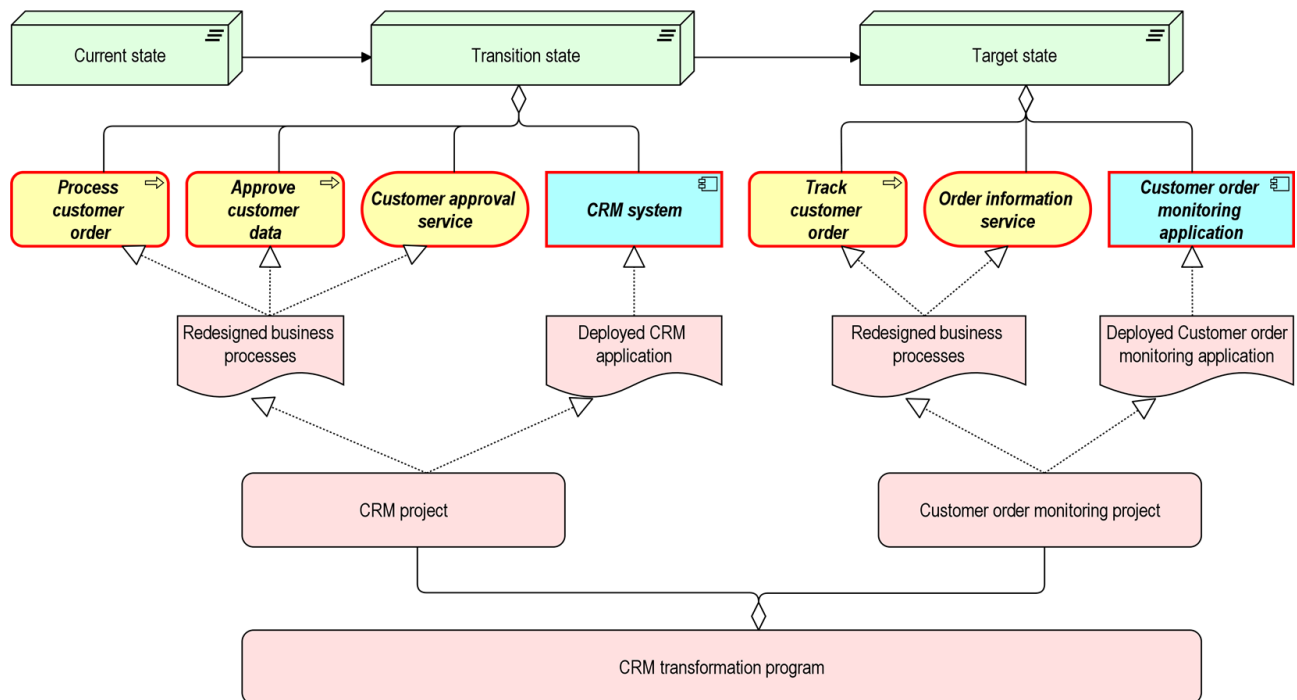 Current state
Transition state
Target state
Process
customer
order
Approve
customer
data
Customer approval
service
CRM system
Track
customer
order
Order information
service
Customer order
monitoring
application
Redesigned business
processes
Deployed CRM
application
Redesigned business
processes
Deployed Customer order
monitoring application
CRM project
Customer order monitoring project
CRM transformation program